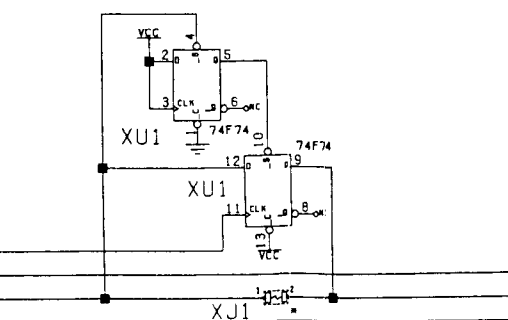 4
VCC
2 D S Q 5
3 CLK C Q 6 NC
1 74F74
XU1
10
74F74
12 D S Q 9
XU1
11 CLK C Q 8
13
VCC
1 2
XJ1 *